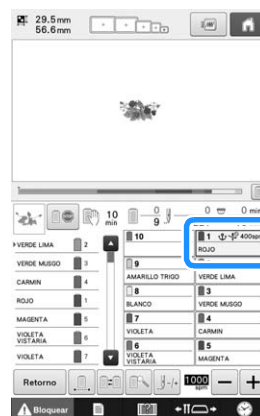 29.5mm
56.6mm
10
min
0
9
0
0 min
VERDE LIMA 2
VERDE MUSGO 3
CARMIN 4
ROJO 1
MAGENTA 5
VIOLETA
VISTARIA 6
VIOLETA 7
10
1 400spm
ROJO
9
AMARILLO TRIGO
VERDE LIMA
8
BLANCO
3
VERDE MUSGO
7
VIOLETA
4
CARMIN
6
VIOLETA
VISTARIA
5
MAGENTA
Retorno
1000
Bloquear